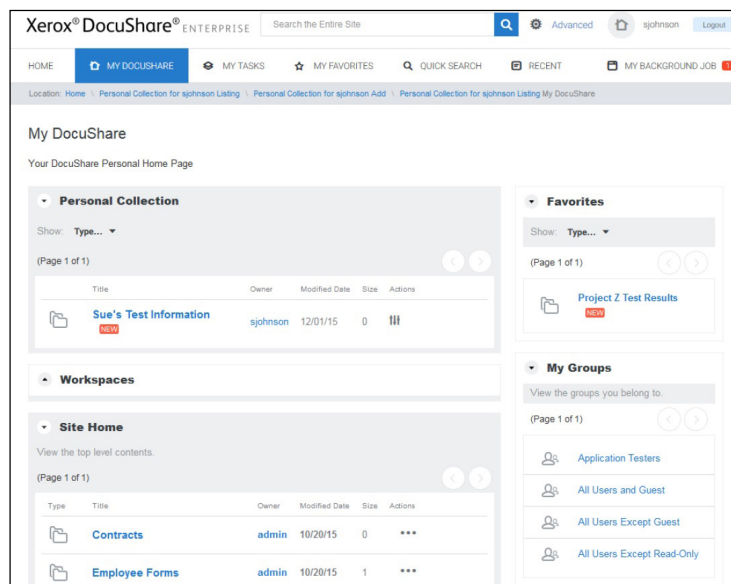 Xerox® DocuShare® ENTERPRISE Search the Entire Site Advanced sjohnson Logout
HOME MY DOCUSHARE MY TASKS MY FAVORITES QUICK SEARCH RECENT MY BACKGROUND JOB 1
Location: Home \ Personal Collection for sjohnson Listing \ Personal Collection for sjohnson Add \ Personal Collection for sjohnson Listing My DocuShare
My DocuShare
Your DocuShare Personal Home Page
Personal Collection
Show: Type...
(Page 1 of 1)
Title Owner Modified Date Size Actions
Sue's Test Information sjohnson 12/01/15 0
NEW
Workspaces
Site Home
View the top level contents.
(Page 1 of 1)
Type Title Owner Modified Date Size Actions
Contracts admin 10/20/15 0
Employee Forms admin 10/20/15 1
Favorites
Show: Type...
(Page 1 of 1)
Project Z Test Results
NEW
My Groups
View the groups you belong to.
(Page 1 of 1)
Application Testers
All Users and Guest
All Users Except Guest
All Users Except Read-Only